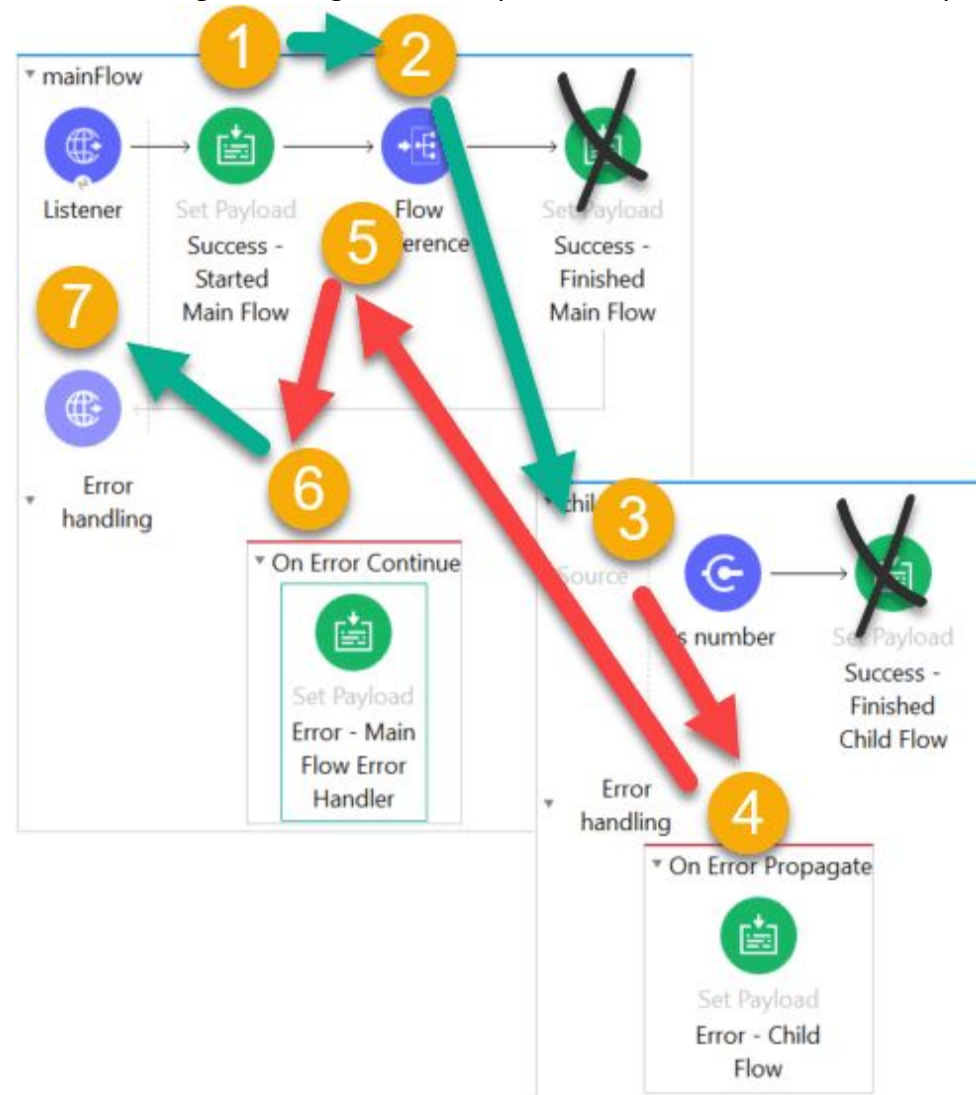 1
2
mainFlow
Listener
Set Payload
Success -
Started
Main Flow
Flow
erence
Set Payload
Success -
Finished
Main Flow
5
7
Error
handling
6
On Error Continue
Set Payload
Error - Main
Flow Error
Handler
chil
3
Source
s number
Set Payload
Success -
Finished
Child Flow
Error
handling
4
On Error Propagate
Set Payload
Error - Child
Flow